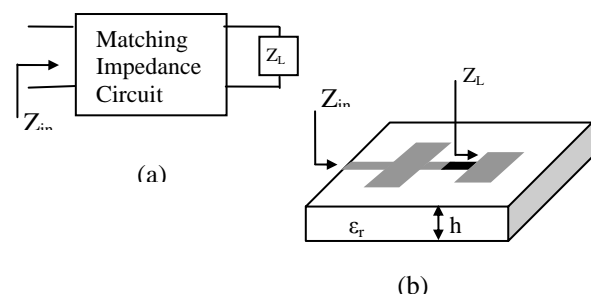 Matching
Impedance
Circuit
Z_L
Z_in
(a)
Z_L
Z_in
ε_r
h
(b)